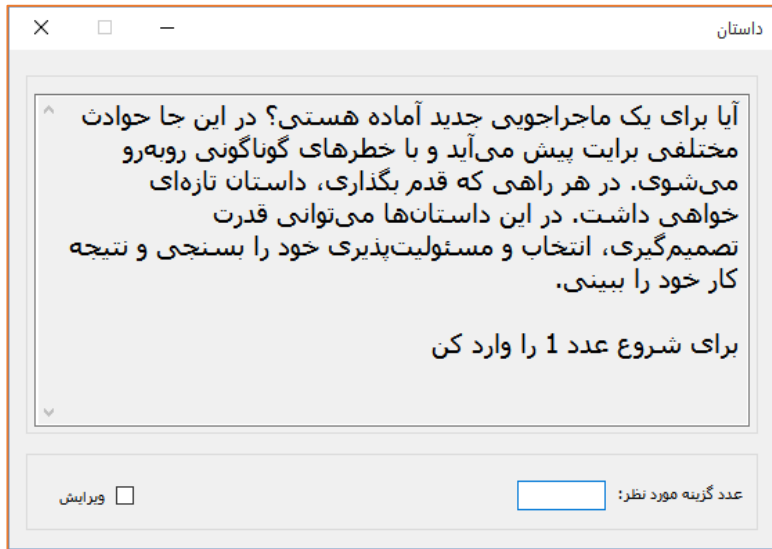 داستان
آیا برای یک ماجراجویی جدید آماده هستی؟ در این جا حوادث
مختلفی برایت پیش می‌آید و با خطرهای گوناگونی روبه‌رو
می‌شوی. در هر راهی که قدم بگذاری، داستان تازه‌ای
خواهی داشت. در این داستان‌ها می‌توانی قدرت
تصمیم‌گیری، انتخاب و مسئولیت‌پذیری خود را بسنجی و نتیجه
کار خود را ببینی.
برای شروع عدد 1 را وارد کن
عدد گزینه مورد نظر:
ویرایش